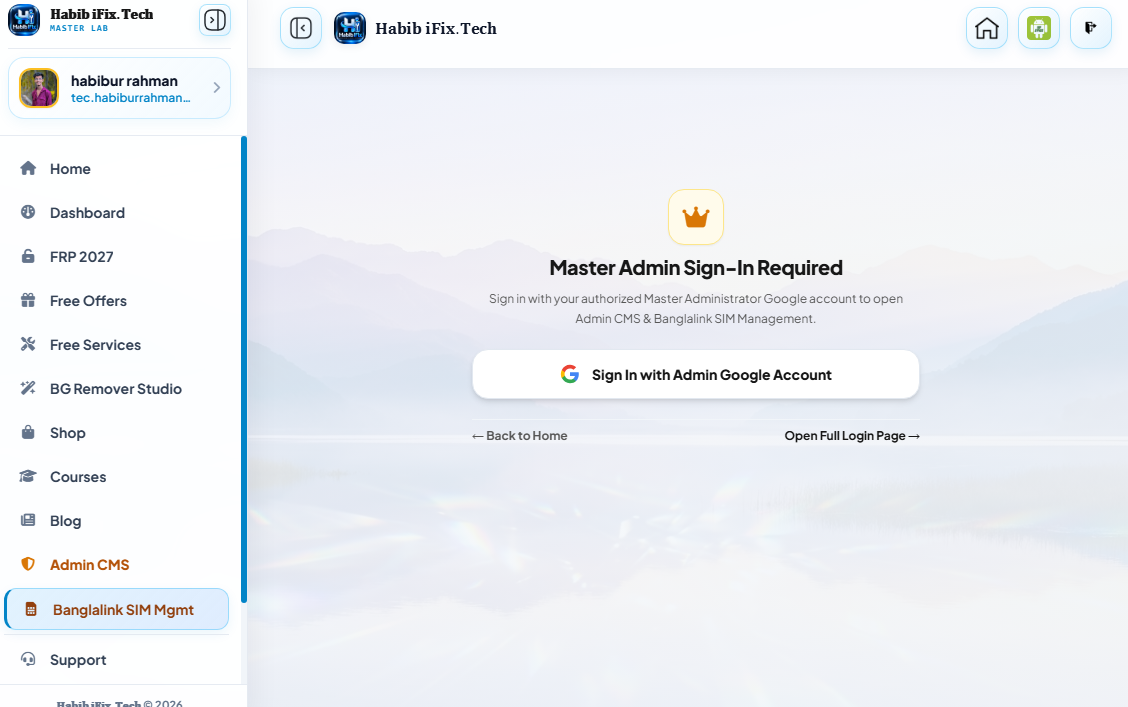 Habib iFix.Tech
MASTER LAB
habibur rahman
tec.habiburrahman...
Home
Dashboard
FRP 2027
Free Offers
Free Services
BG Remover Studio
Shop
Courses
Blog
Admin CMS
Banglalink SIM Mgmt
Support
Habib iFix.Tech © 2026
Habib iFix.Tech
Master Admin Sign-In Required
Sign in with your authorized Master Administrator Google account to open
Admin CMS & Banglalink SIM Management.
Sign In with Admin Google Account
← Back to Home
Open Full Login Page →